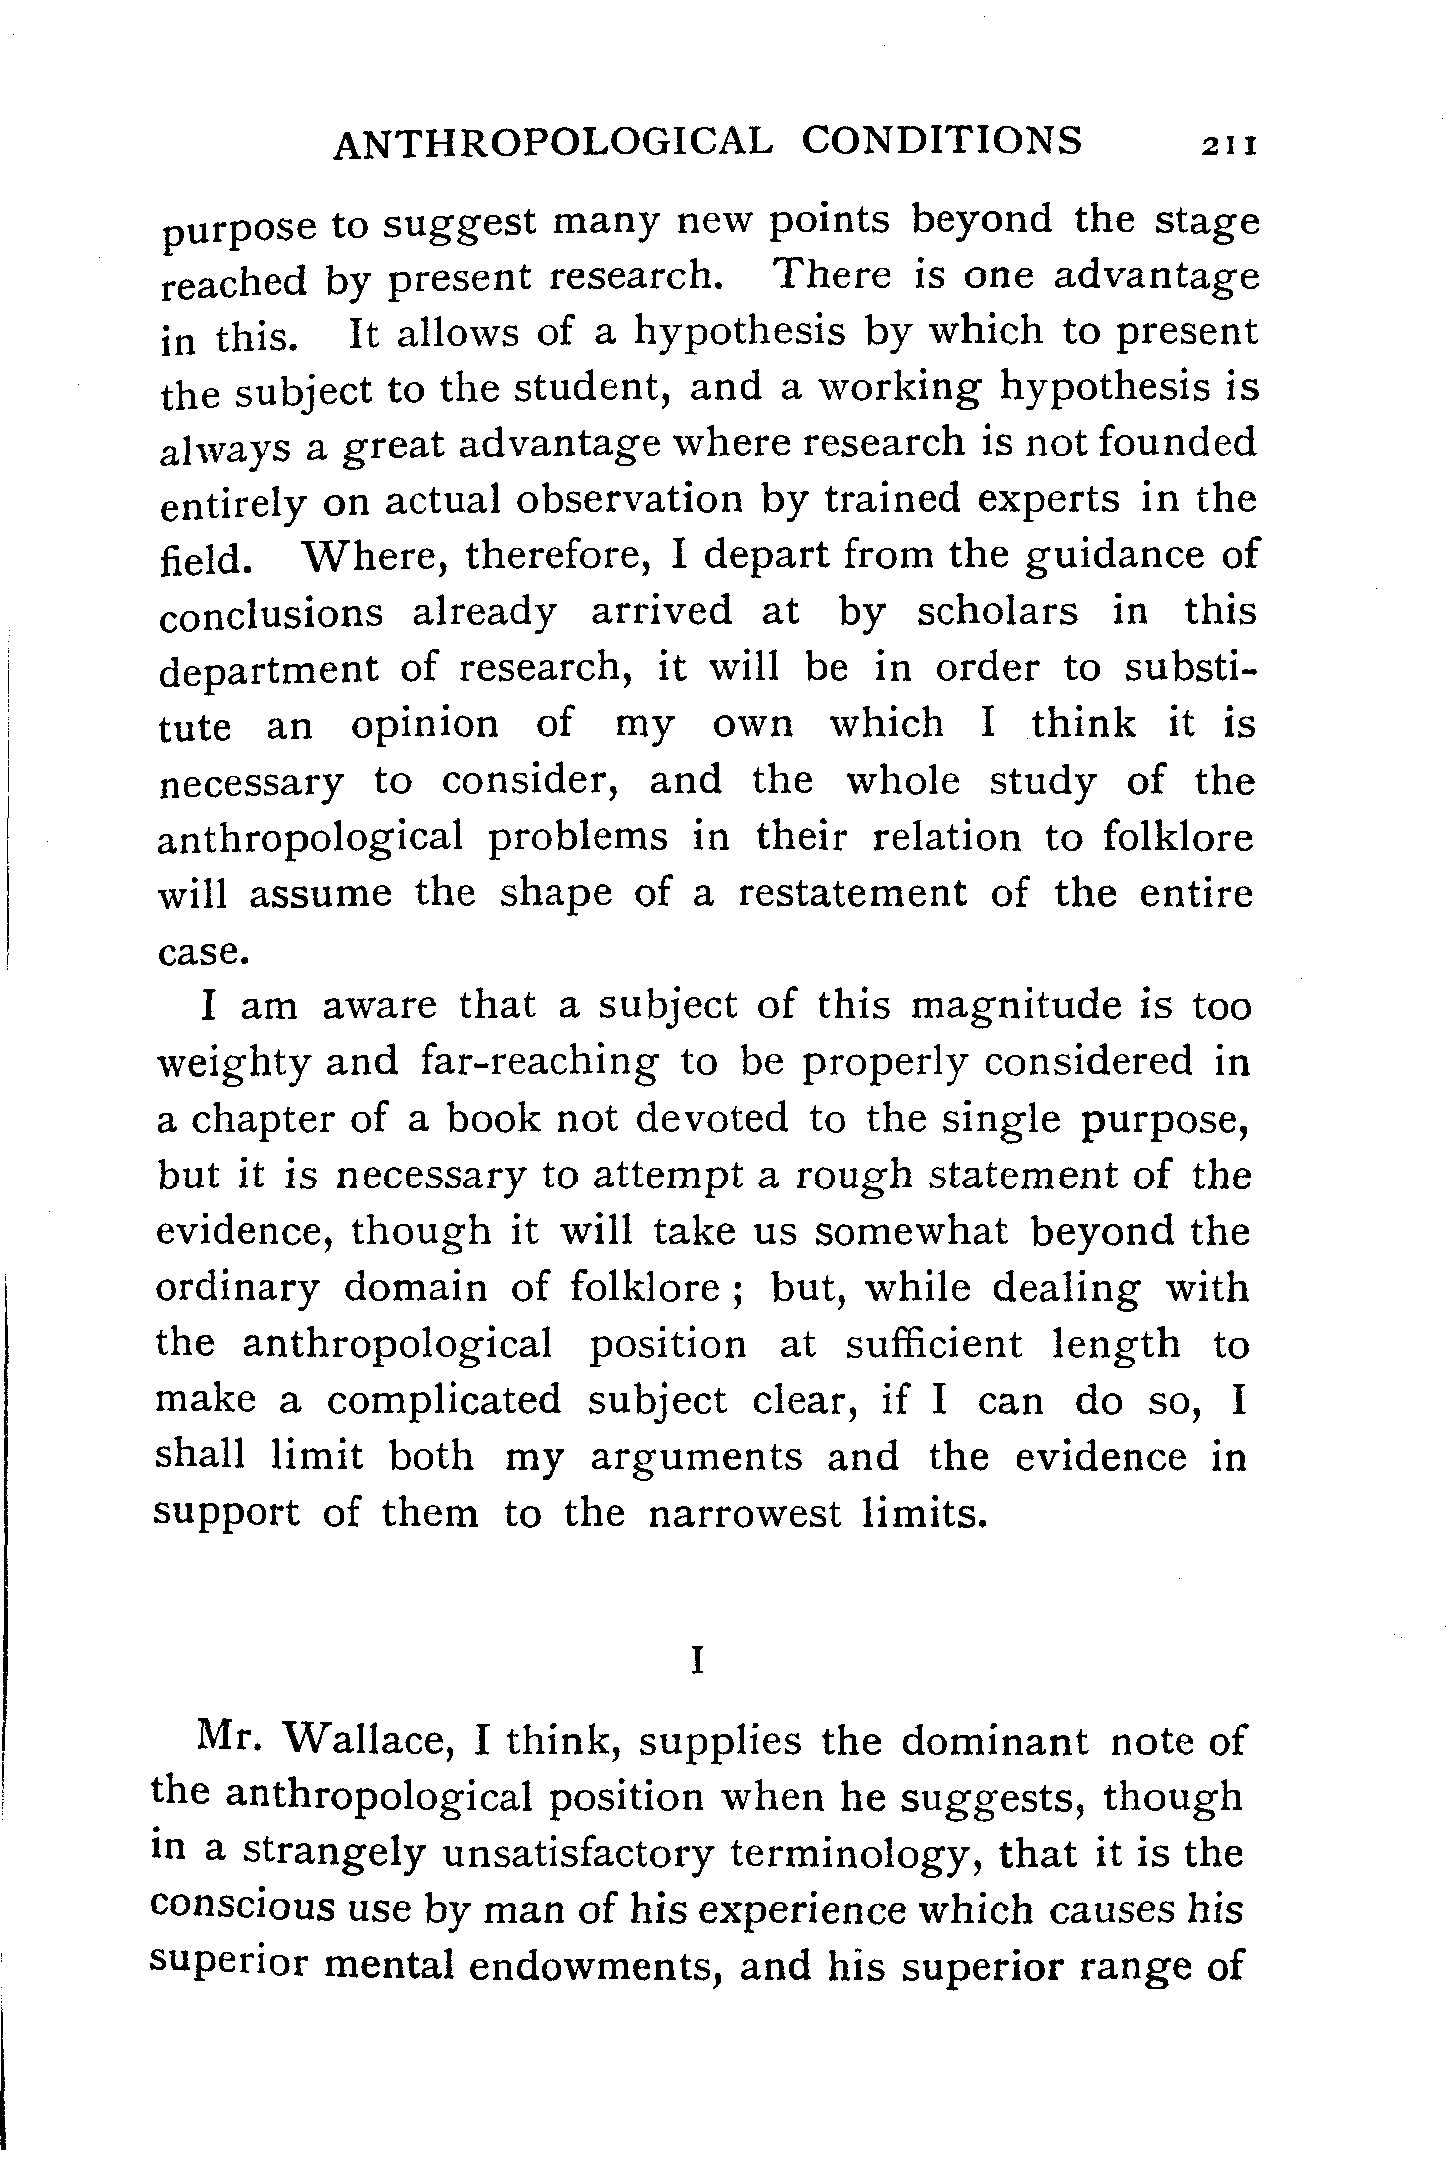 ANTHROPOLOGICAL CONDITIONS 211
purpose to suggest many new points beyond the stage
reached by present research. There is one advantage
in this. It allows of a hypothesis by which to present
the subject to the student, and a working hypothesis is
always a great advantage where research is not founded
entirely on actual observation by trained experts in the
field. Where, therefore, I depart from the guidance of
conclusions already arrived at by scholars in this
department of research, it will be in order to substi-
tute an opinion of my own which I think it is
necessary to consider, and the whole study of the
anthropological problems in their relation to folklore
will assume the shape of a restatement of the entire
case.
I am aware that a subject of this magnitude is too
weighty and far-reaching to be properly considered in
a chapter of a book not devoted to the single purpose,
but it is necessary to attempt a rough statement of the
evidence, though it will take us somewhat beyond the
ordinary domain of folklore ; but, while dealing with
the anthropological position at sufficient length to
make a complicated subject clear, if I can do so, I
shall limit both my arguments and the evidence in
support of them to the narrowest limits.
I
Mr. Wallace, I think, supplies the dominant note of
the anthropological position when he suggests, though
in a strangely unsatisfactory terminology, that it is the
conscious use by man of his experience which causes his
superior mental endowments, and his superior range of